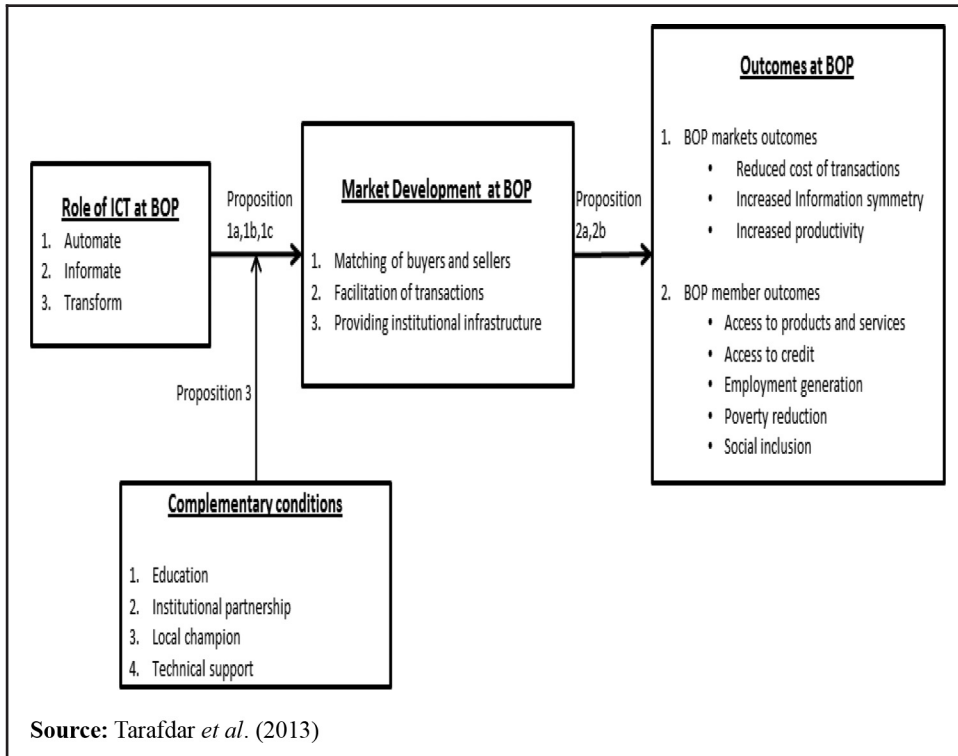 Role of ICT at BOP
1. Automate
2. Informate
3. Transform
Proposition
1a,1b,1c
Market Development at BOP
1. Matching of buyers and sellers
2. Facilitation of transactions
3. Providing institutional infrastructure
Proposition
2a,2b
Outcomes at BOP
1. BOP markets outcomes
• Reduced cost of transactions
• Increased Information symmetry
• Increased productivity
2. BOP member outcomes
• Access to products and services
• Access to credit
• Employment generation
• Poverty reduction
• Social inclusion
Proposition 3
Complementary conditions
1. Education
2. Institutional partnership
3. Local champion
4. Technical support
Source: Tarafdar et al. (2013)